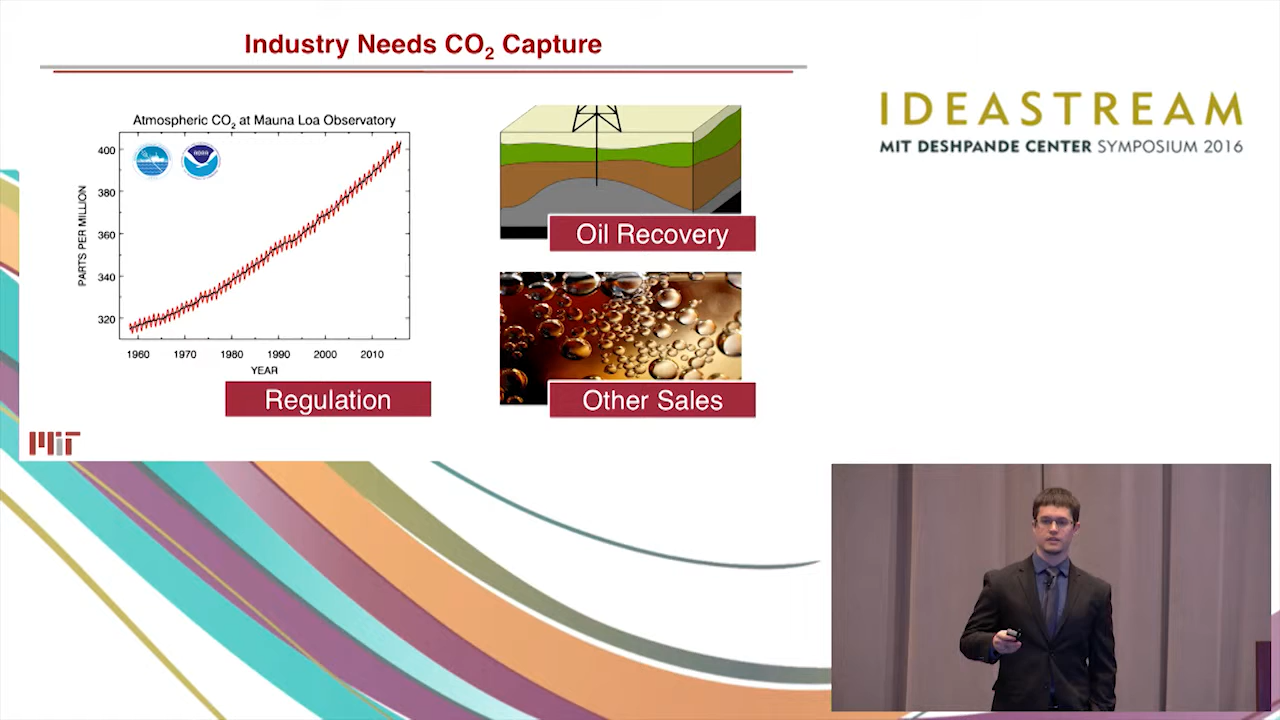 Industry Needs CO2 Capture
IDEASTREAM
MIT DESHPANDE CENTER SYMPOSIUM 2016
Atmospheric CO2 at Mauna Loa Observatory
PARTS PER MILLION
400
380
360
340
320
1960 1970 1980 1990 2000 2010
YEAR
Regulation
NOAA
Oil Recovery
Other Sales
MIT